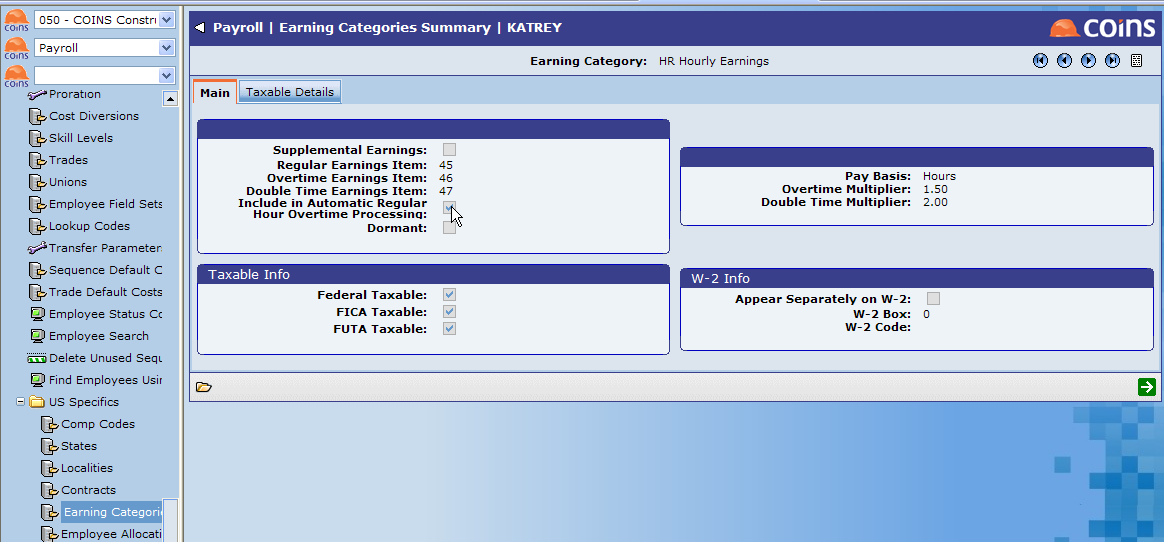 coins
050 - COINS Constru
coins
Payroll
coins
Proration
Cost Diversions
Skill Levels
Trades
Unions
Employee Field Sets
Lookup Codes
Transfer Parameter
Sequence Default C
Trade Default Costs
Employee Status Co
Employee Search
Delete Unused Sequ
Find Employees Usin
US Specifics
Comp Codes
States
Localities
Contracts
Earning Categorie
Employee Allocati
Payroll | Earning Categories Summary | KATREY
coins
Earning Category: HR Hourly Earnings
Main Taxable Details
Supplemental Earnings:
Regular Earnings Item: 45
Overtime Earnings Item: 46
Double Time Earnings Item: 47
Include in Automatic Regular
Hour Overtime Processing:
Dormant:
Pay Basis: Hours
Overtime Multiplier: 1.50
Double Time Multiplier: 2.00
Taxable Info
Federal Taxable:
FICA Taxable:
FUTA Taxable:
W-2 Info
Appear Separately on W-2:
W-2 Box: 0
W-2 Code: